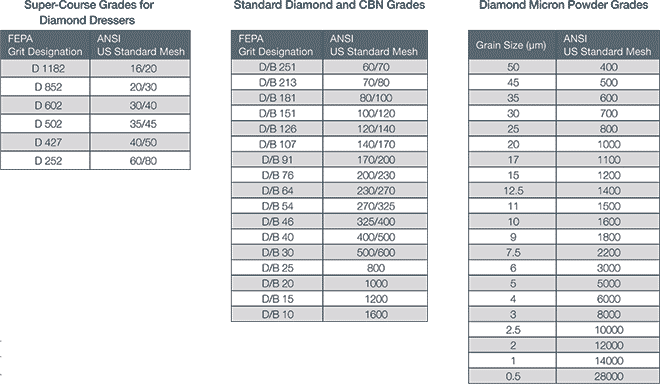 Super-Course Grades for
Diamond Dressers
FEPA
Grit Designation
ANSI
US Standard Mesh
D 1182 16/20
D 852 20/30
D 602 30/40
D 502 35/45
D 427 40/50
D 252 60/80
Standard Diamond and CBN Grades
FEPA
Grit Designation
ANSI
US Standard Mesh
D/B 251 60/70
D/B 213 70/80
D/B 181 80/100
D/B 151 100/120
D/B 126 120/140
D/B 107 140/170
D/B 91 170/200
D/B 76 200/230
D/B 64 230/270
D/B 54 270/325
D/B 46 325/400
D/B 40 400/500
D/B 30 500/600
D/B 25 800
D/B 20 1000
D/B 15 1200
D/B 10 1600
Diamond Micron Powder Grades
Grain Size (μm)
ANSI
US Standard Mesh
50 400
45 500
35 600
30 700
25 800
20 1000
17 1100
15 1200
12.5 1400
11 1500
10 1600
9 1800
7.5 2200
6 3000
5 5000
4 6000
3 8000
2.5 10000
2 12000
1 14000
0.5 28000